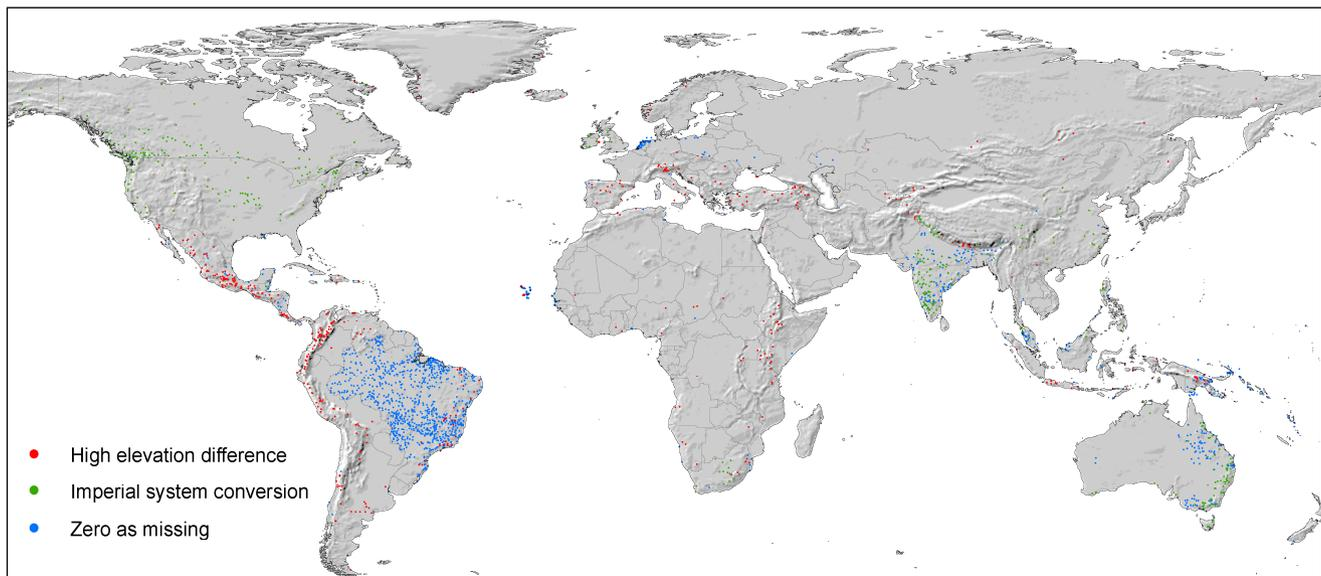 High elevation difference
Imperial system conversion
Zero as missing